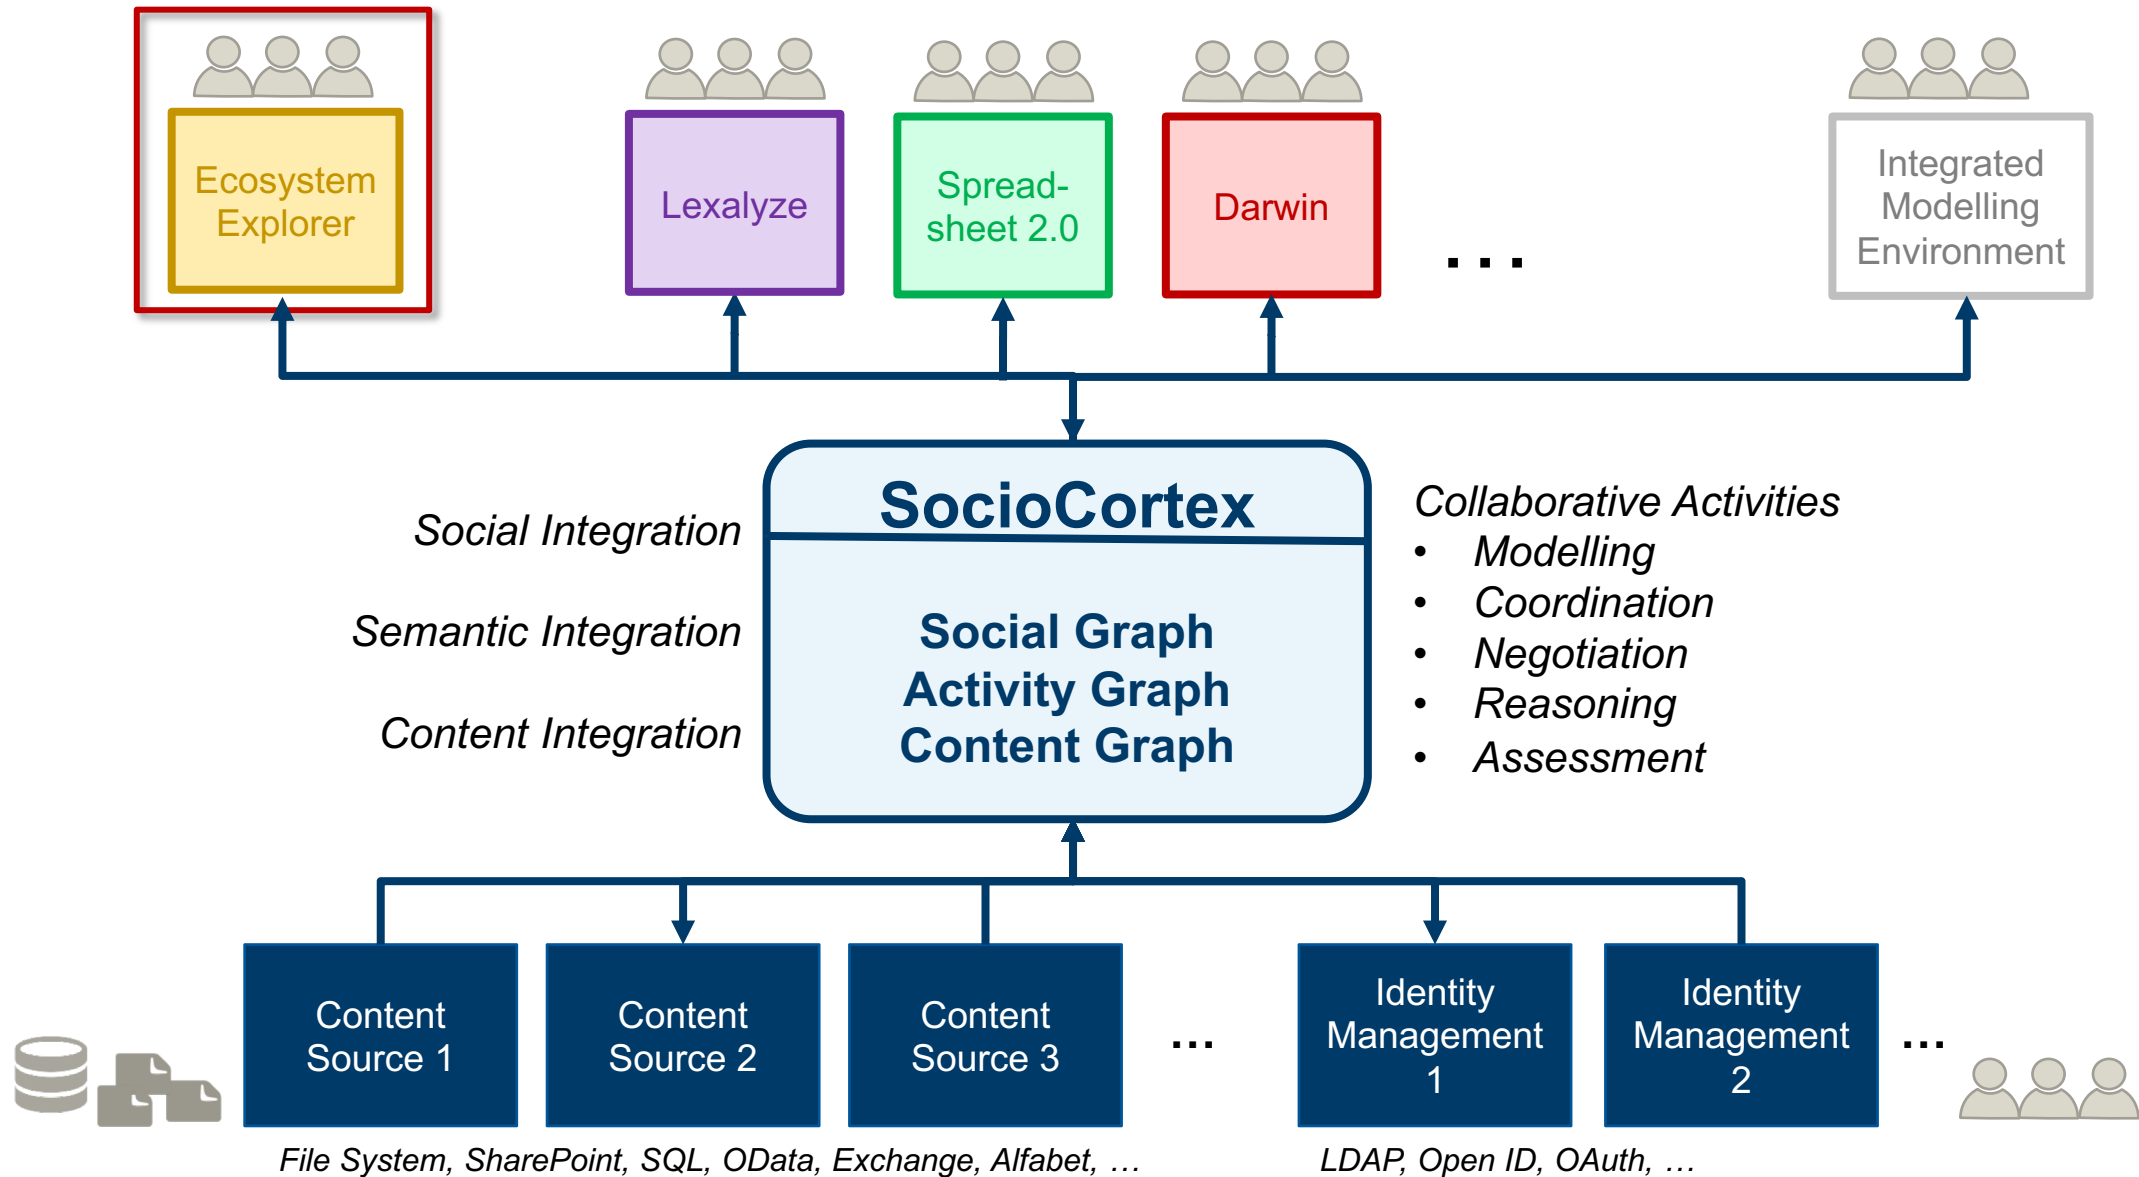 Ecosystem
Explorer
Lexalyze
Spread-
sheet 2.0
Darwin
...
Integrated
Modelling
Environment
SocioCortex
Social Graph
Activity Graph
Content Graph
Social Integration
Semantic Integration
Content Integration
Collaborative Activities
• Modelling
• Coordination
• Negotiation
• Reasoning
• Assessment
Content
Source 1
Content
Source 2
Content
Source 3
...
Identity
Management
1
Identity
Management
2
...
File System, SharePoint, SQL, OData, Exchange, Alfabet, …
LDAP, Open ID, OAuth, …